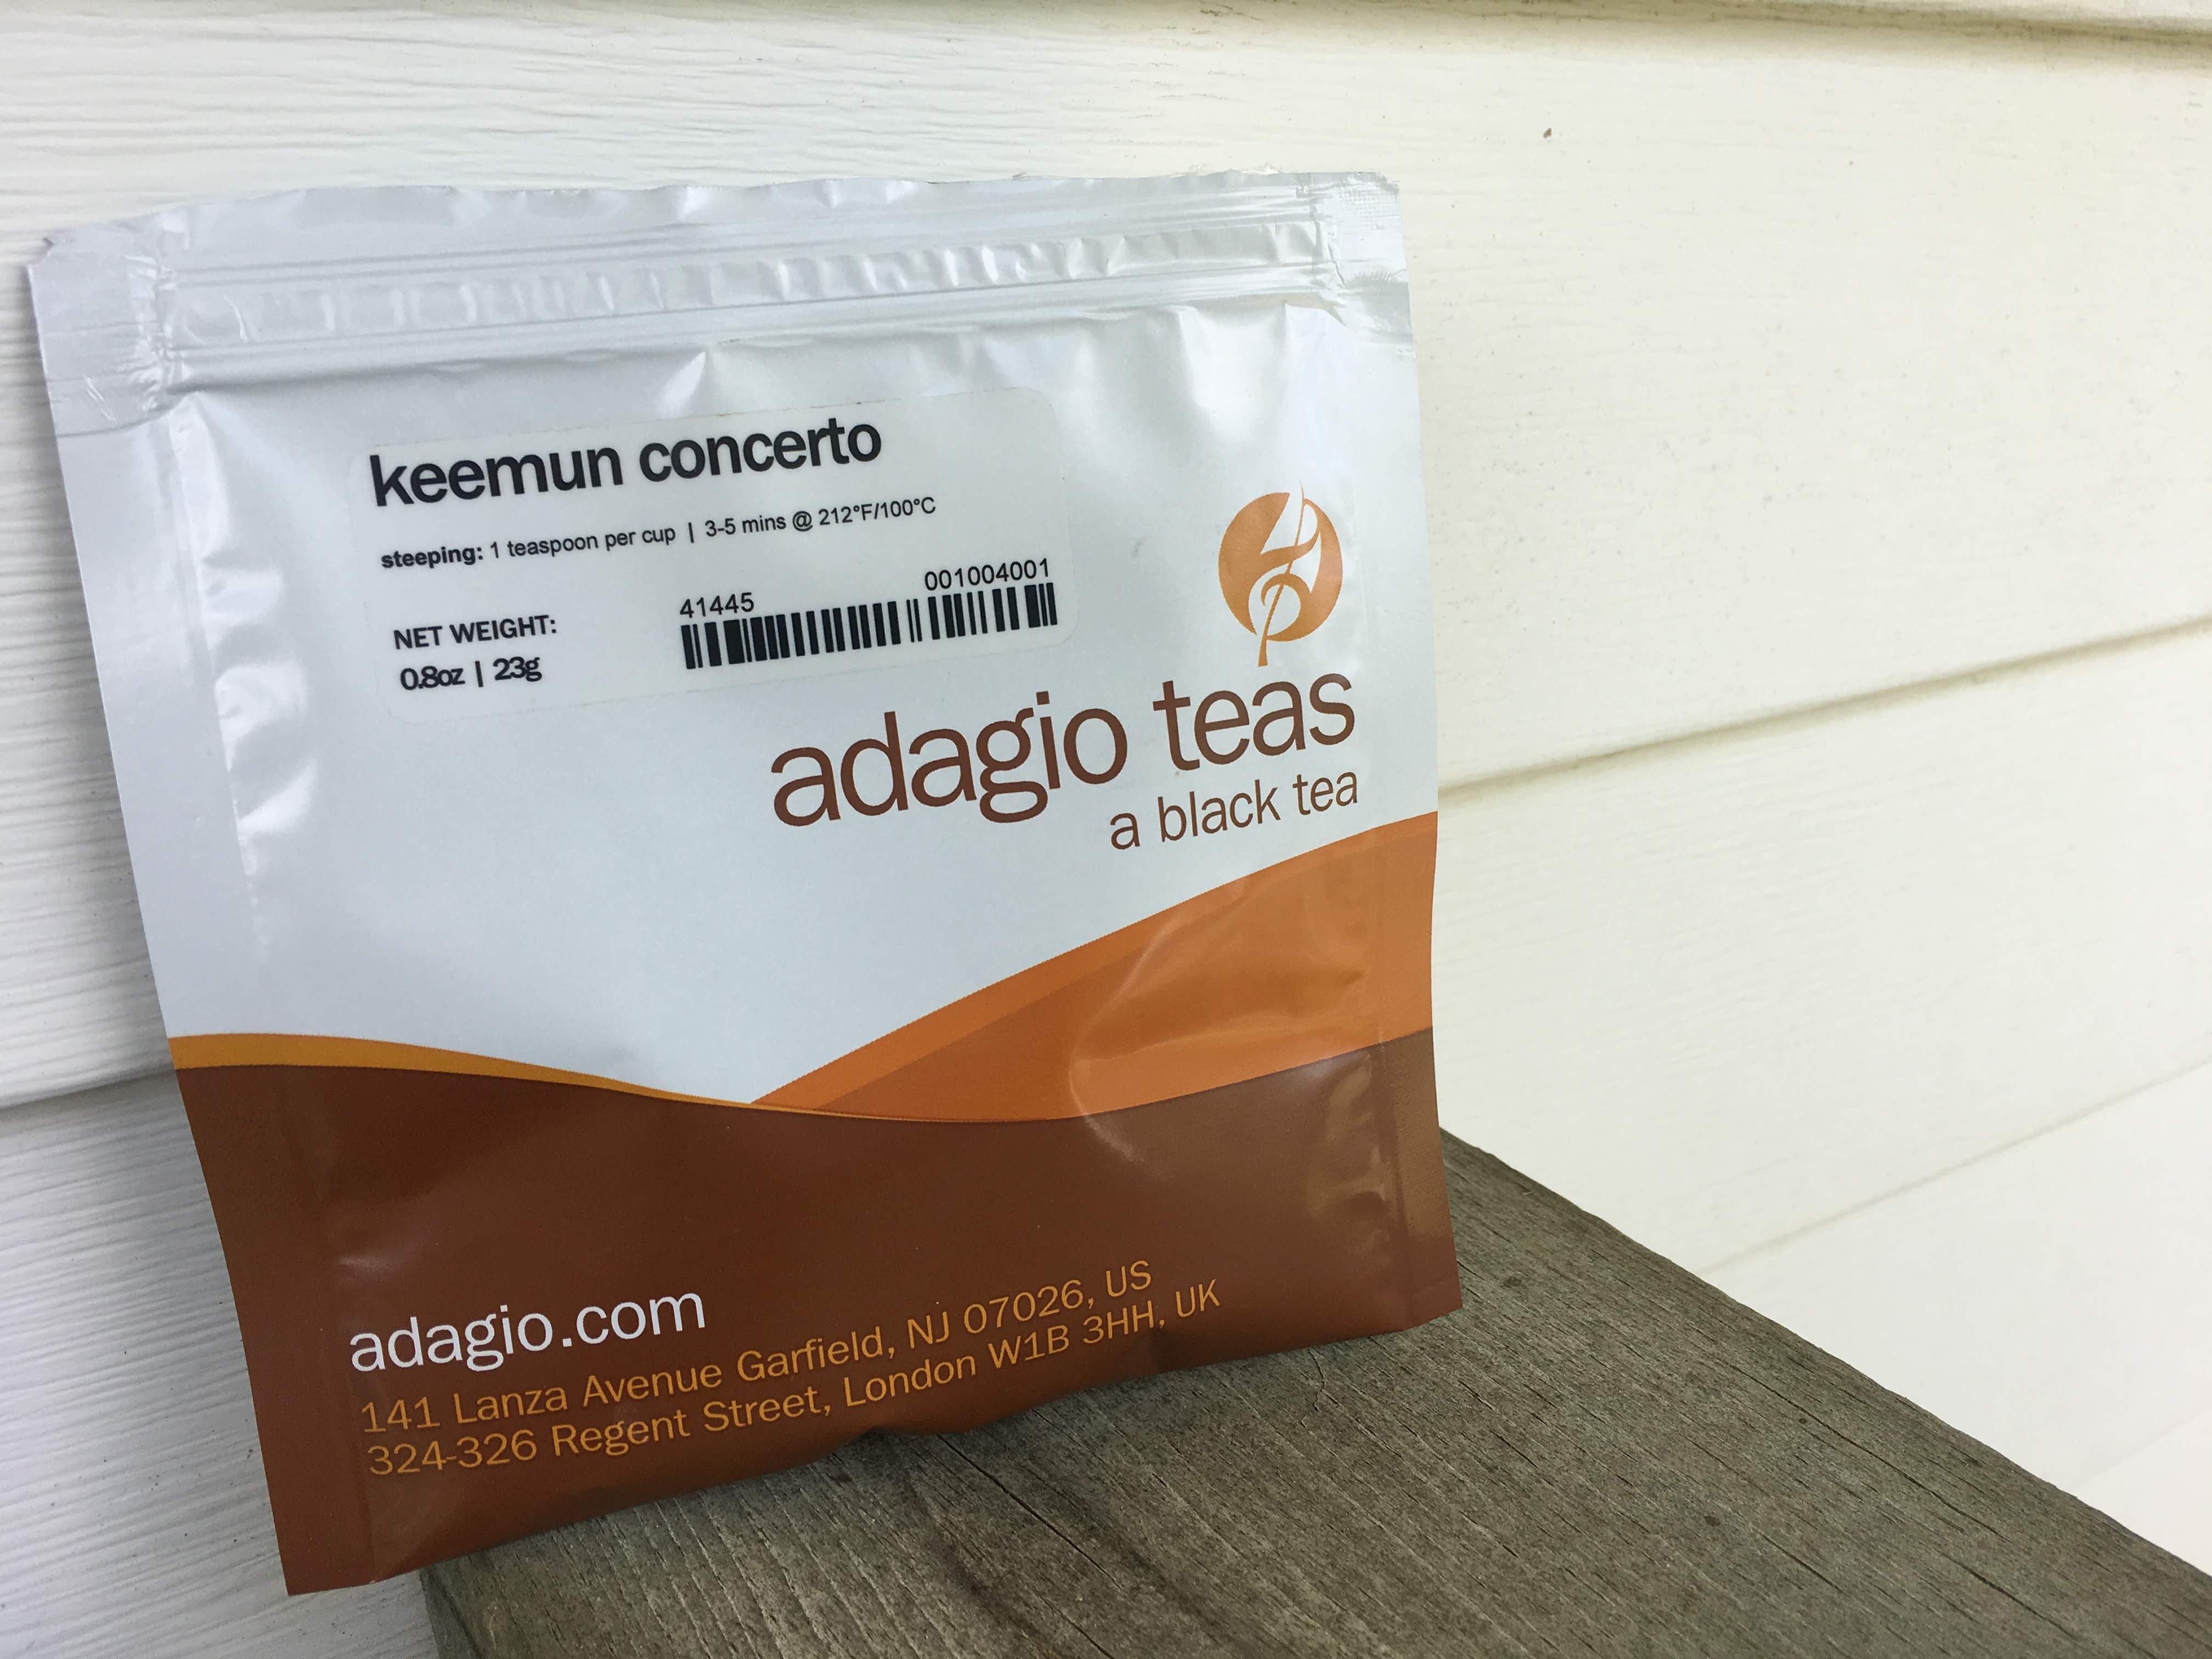 keemun concerto
steeping: 1 teaspoon per cup | 3-5 mins @ 212°F/100°C
NET WEIGHT:
0.8oz | 23g
41445 001004001
adagio teas
a black tea
adagio.com
141 Lanza Avenue Garfield, NJ 07026, US
324-326 Regent Street, London W1B 3HH, UK